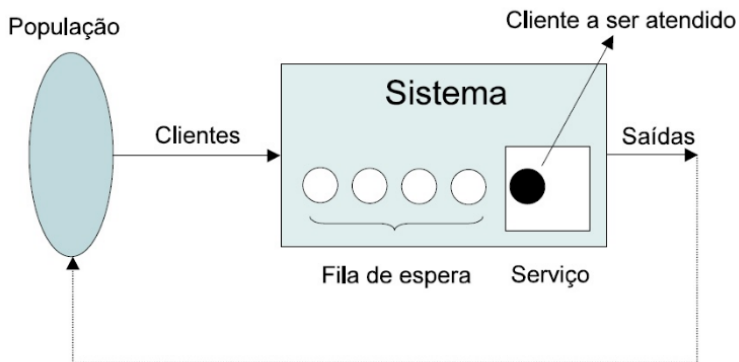 Cliente a ser atendido
População
Sistema
Clientes
Saídas
Fila de espera
Serviço